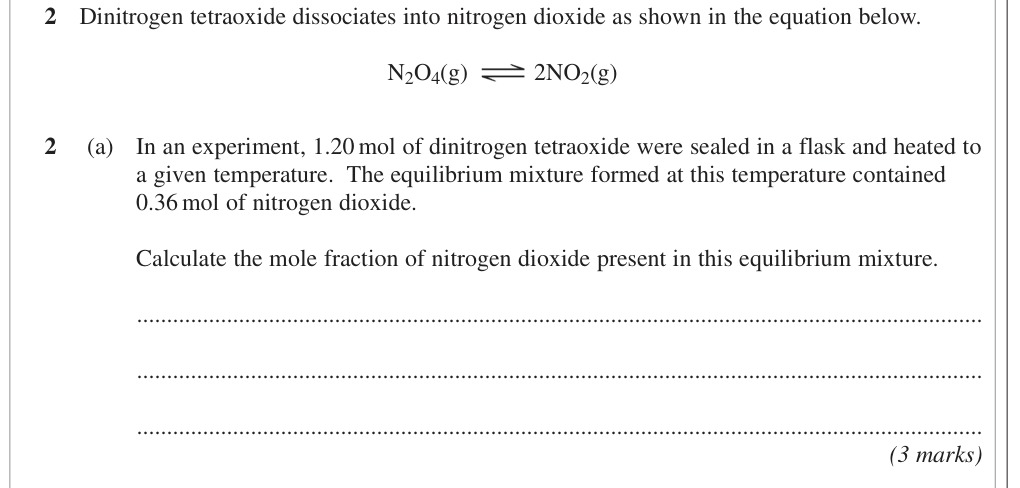 2 Dinitrogen tetraoxide dissociates into nitrogen dioxide as shown in the equation below.
N₂O₄(g) ⇌ 2NO₂(g)
2 (a) In an experiment, 1.20 mol of dinitrogen tetraoxide were sealed in a flask and heated to
a given temperature. The equilibrium mixture formed at this temperature contained
0.36 mol of nitrogen dioxide.
Calculate the mole fraction of nitrogen dioxide present in this equilibrium mixture.
(3 marks)